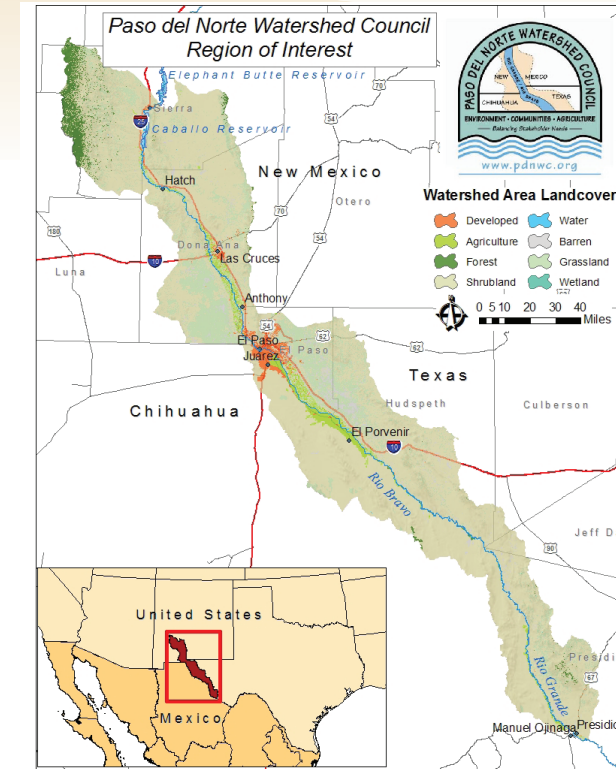 Paso del Norte Watershed Council
Region of Interest
PASO DEL NORTE WATERSHED COUNCIL
NEW MEXICO
TEXAS
CHIHUAHUA
ENVIRONMENT - COMMUNITIES - AGRICULTURE
Balancing Stakeholder Needs
www.pdnwc.org
Elephant Butte Reservoir
70
Sierra
25
Caballo Reservoir
54
New Mexico
Hatch
Otero
70
Watershed Area Landcover
Developed
Water
Agriculture
Barren
Forest
Grassland
Shrubland
Wetland
180
Dona Ana
54
Las Cruces
10
Luna
0 5 10 20 30 40
Miles
Anthony
54
62
El Paso
El Paso
62
Juarez
Texas
Chihuahua
Hudspeth
Culberson
El Porvenir
10
Rio Bravo
Jeff D
90
United States
Mexico
Presidi
67
Rio Grande
Manuel Ojinaga
Presidio